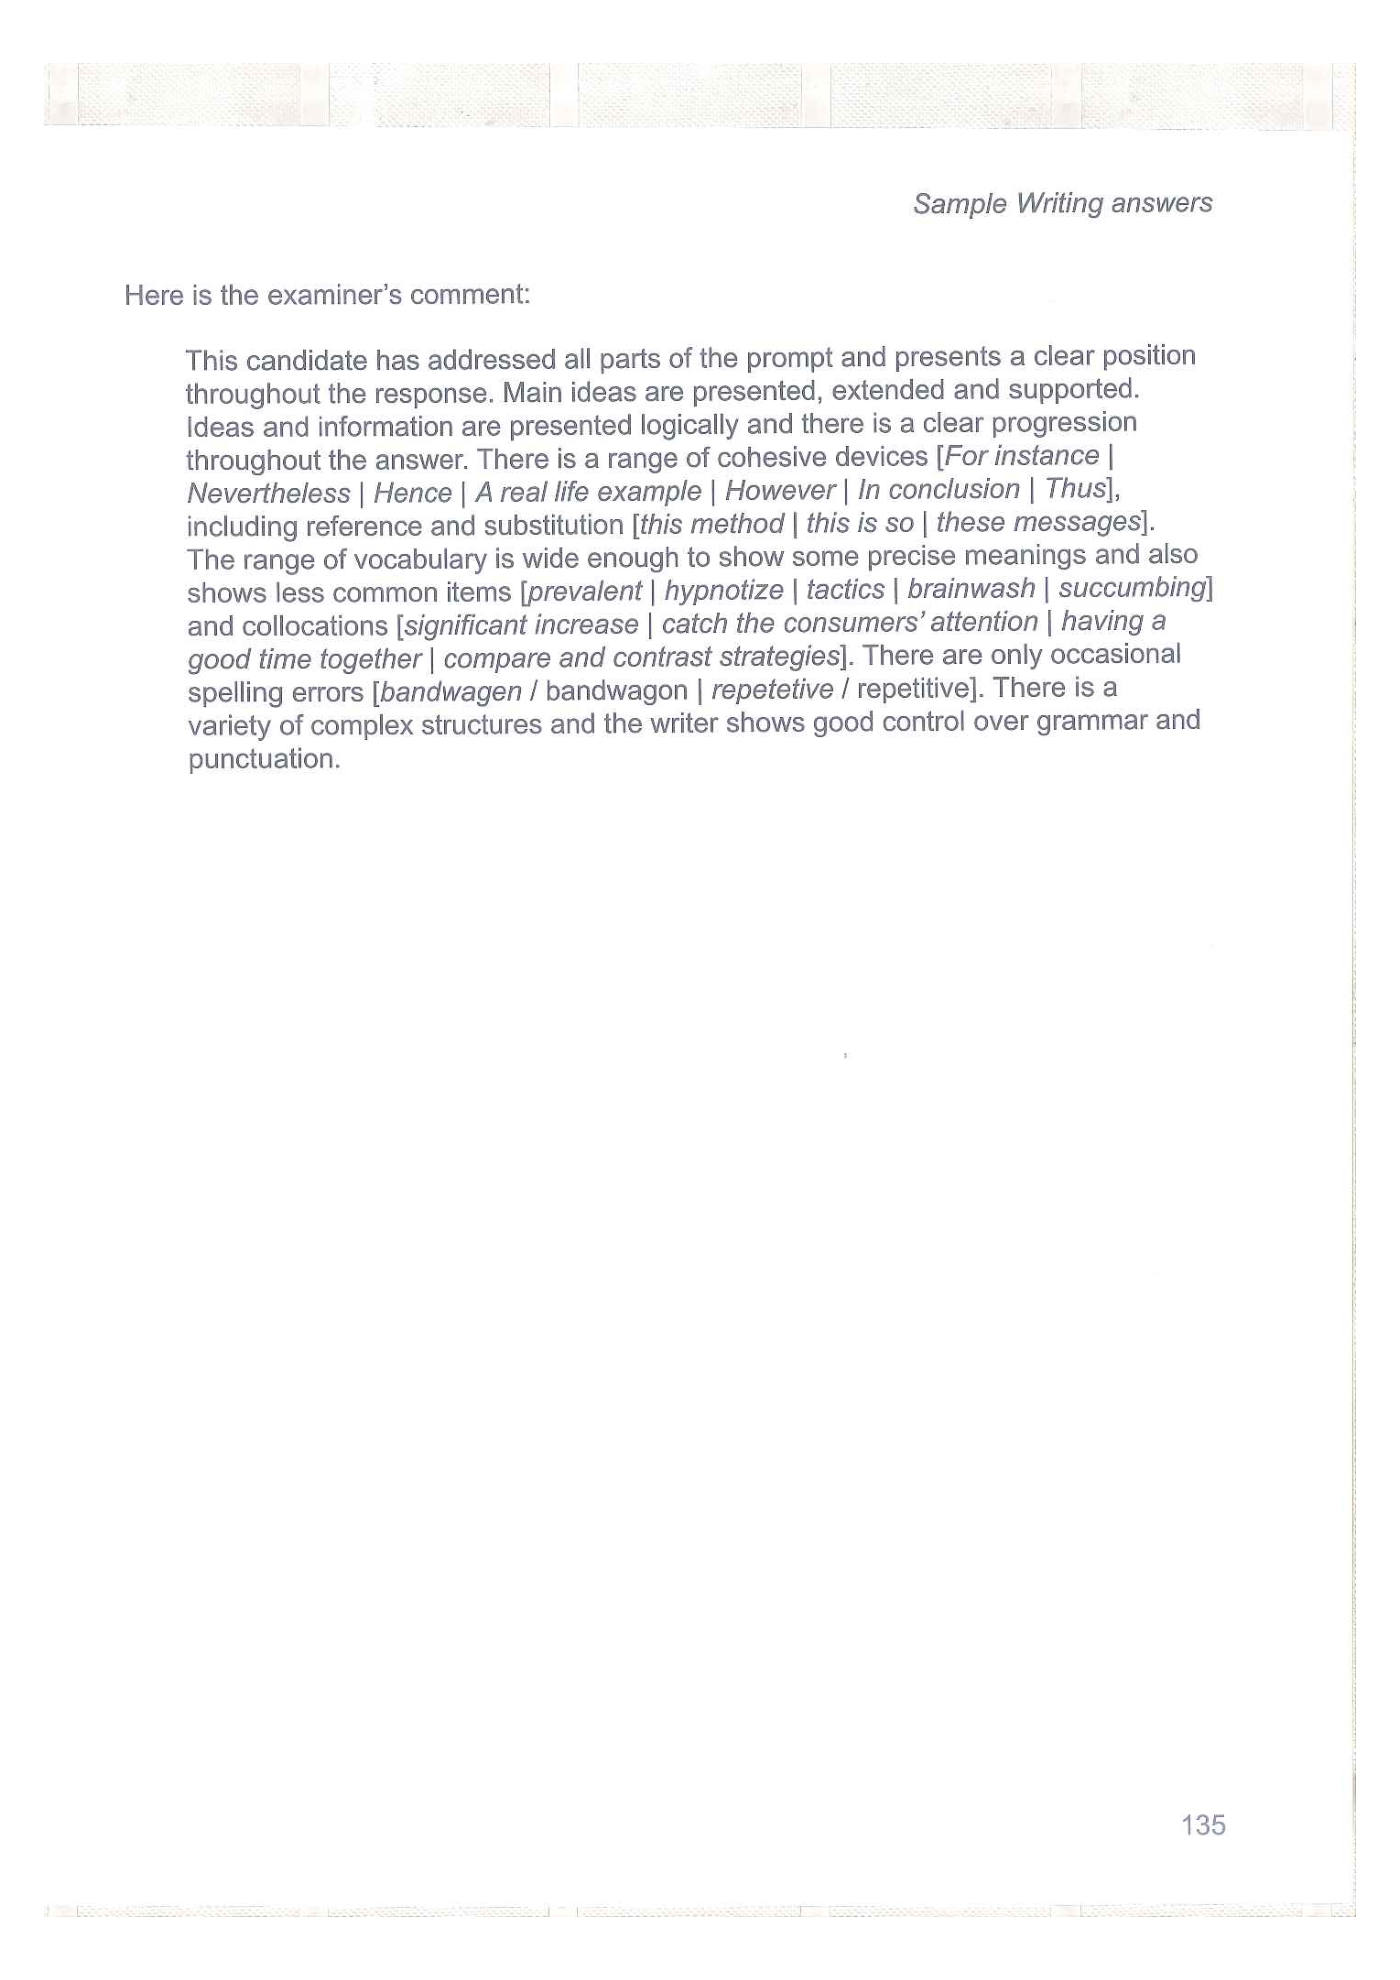 Sample Writing answers
Here is the examiner's comment:
This candidate has addressed all parts of the prompt and presents a clear position
throughout the response. Main ideas are presented, extended and supported.
Ideas and information are presented logically and there is a clear progression
throughout the answer. There is a range of cohesive devices [For instance |
Nevertheless | Hence | A real life example | However | In conclusion | Thus],
including reference and substitution [this method | this is so | these messages].
The range of vocabulary is wide enough to show some precise meanings and also
shows less common items [prevalent | hypnotize | tactics | brainwash | succumbing]
and collocations [significant increase | catch the consumers' attention | having a
good time together | compare and contrast strategies]. There are only occasional
spelling errors [bandwagen / bandwagon | repetetive / repetitive]. There is a
variety of complex structures and the writer shows good control over grammar and
punctuation.
135